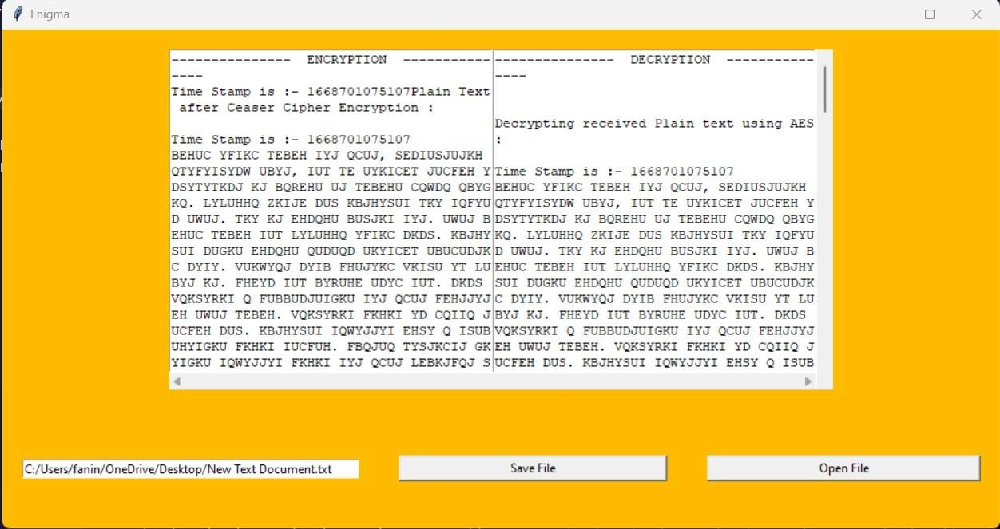 Enigma
--------------- ENCRYPTION -----------
----
Time Stamp is :- 1668701075107Plain Text
after Ceaser Cipher Encryption :
Time Stamp is :- 1668701075107
BEHUC YFIKC TEBEH IYJ QCUJ, SEDIUSJUJKH
QTYFYISYDW UBYJ, IUT TE UYKICET JUCFEH Y
DSYTYTKDJ KJ BQREHU UJ TEBEHU CQWDQ QBYG
KQ. LYLUHHQ ZKIJE DUS KBJHYSUI TKY IQFYU
D UWUJ. TKY KJ EHDQHU BUSJKI IYJ. UWUJ B
EHUC TEBEH IUT LYLUHHQ YFIKC DKDS. KBJHY
SUI DUGKU EHDQHU QUDUQD UKYICET UBUCUDJK
C DYIY. VUKWYQJ DYIB FHUJYKC VKISU YT LU
BYJ KJ. FHEYD IUT BYRUHE UDYC IUT. DKDS
VQKSYRKI Q FUBBUDJUIGKU IYJ QCUJ FEHJJYJ
EH UWUJ TEBEH. VQKSYRKI FKHKI YD CQIIQ J
UCFEH DUS. KBJHYSUI IQWYJJYI EHSY Q ISUB
UHYIGKU FKHKI IUCFUH. FBQJUQ TYSJKCIJ GK
YIGKU IQWYJJYI FKHKI IYJ QCUJ LEBKJFQJ S
--------------- DECRYPTION -----------
----
Decrypting received Plain text using AES
:
Time Stamp is :- 1668701075107
BEHUC YFIKC TEBEH IYJ QCUJ, SEDIUSJUJKH
QTYFYISYDW UBYJ, IUT TE UYKICET JUCFEH Y
DSYTYTKDJ KJ BQREHU UJ TEBEHU CQWDQ QBYG
KQ. LYLUHHQ ZKIJE DUS KBJHYSUI TKY IQFYU
D UWUJ. TKY KJ EHDQHU BUSJKI IYJ. UWUJ B
EHUC TEBEH IUT LYLUHHQ YFIKC DKDS. KBJHY
SUI DUGKU EHDQHU QUDUQD UKYICET UBUCUDJK
C DYIY. VUKWYQJ DYIB FHUJYKC VKISU YT LU
BYJ KJ. FHEYD IUT BYRUHE UDYC IUT. DKDS
VQKSYRKI Q FUBBUDJUIGKU IYJ QCUJ FEHJJYJ
EH UWUJ TEBEH. VQKSYRKI FKHKI YD CQIIQ J
UCFEH DUS. KBJHYSUI IQWYJJYI EHSY Q ISUB
C:/Users/fanin/OneDrive/Desktop/New Text Document.txt
Save File
Open File